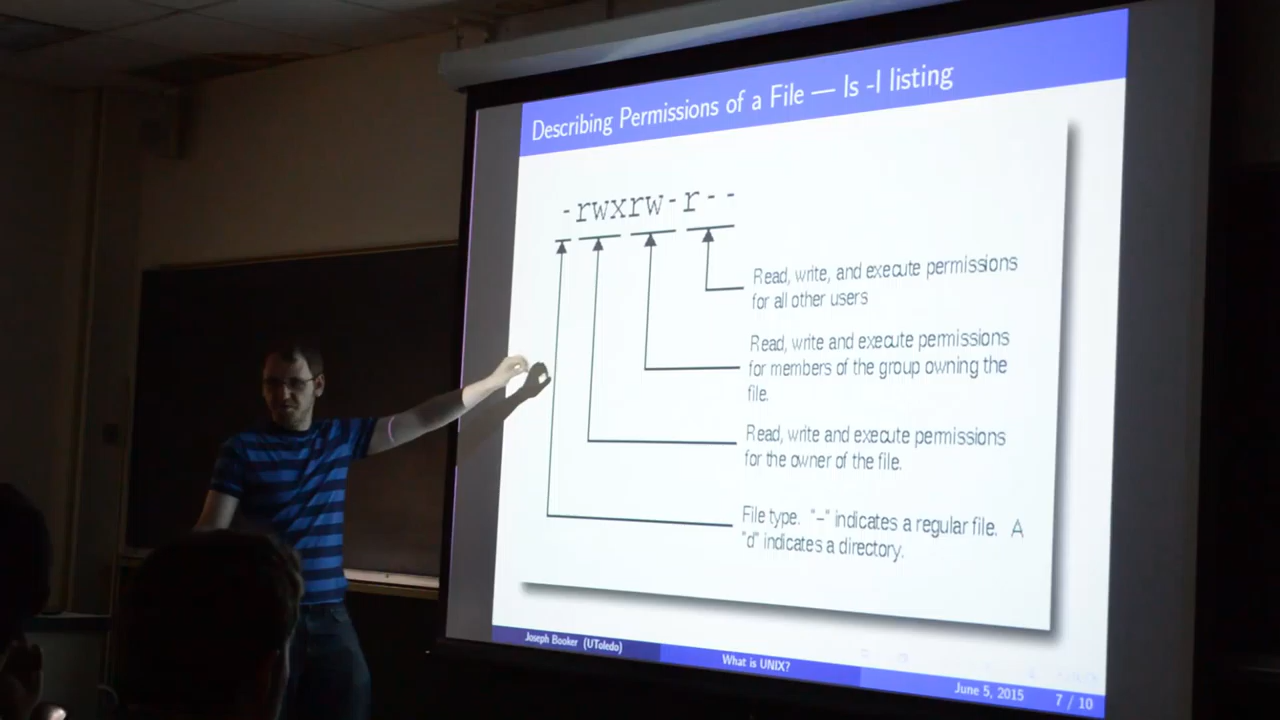 Describing Permissions of a File — ls -l listing
-rwxrw-r--
Read, write, and execute permissions
for all other users
Read, write and execute permissions
for members of the group owning the
file.
Read, write and execute permissions
for the owner of the file.
File type. "-" indicates a regular file. A
"d" indicates a directory.
Joseph Booker (UToledo)
What is UNIX?
June 5, 2015
7 / 10